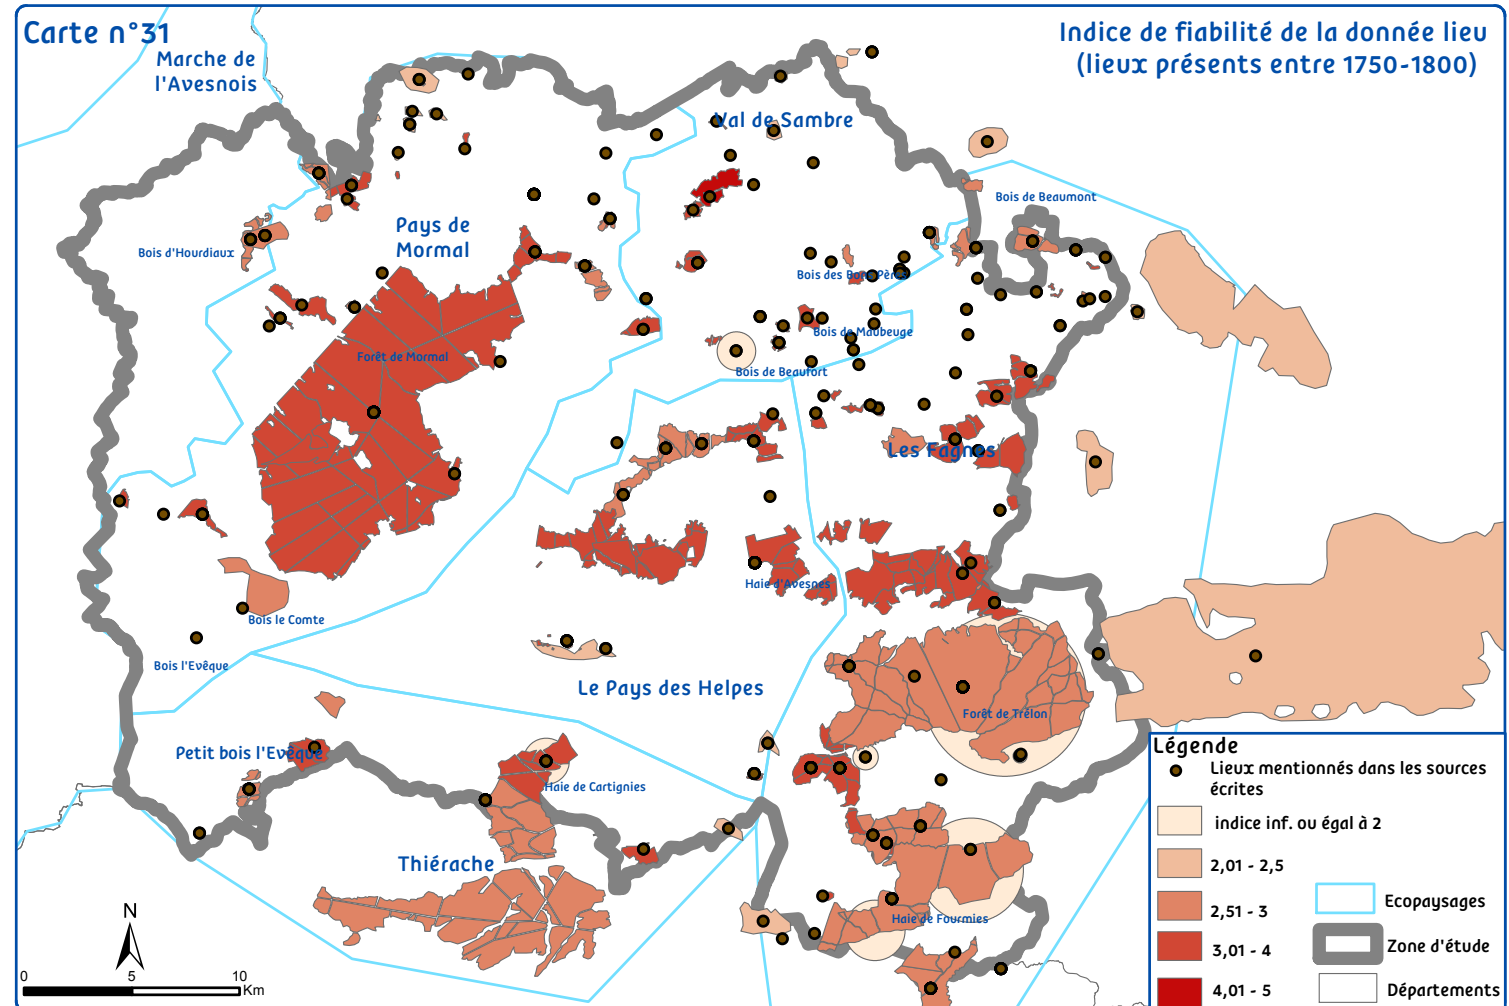 Carte n°31
Indice de fiabilité de la donnée lieu
(lieux présents entre 1750-1800)
Marche de
l'Avesnois
Val de Sambre
Bois de Beaumont
Pays de
Mormal
Bois d'Hourdiaux
Bois des Bons Pères
Bois de Maubeuge
Forêt de Mormal
Bois de Beaufort
Les Fagnes
Haie d'Avesnes
Bois le Comte
Bois l'Evêque
Le Pays des Helpes
Forêt de Trélon
Petit bois l'Evêque
Haie de Cartignies
Thiérache
Haie de Fourmies
N
0 5 10
Km
Légende
Lieux mentionnés dans les sources
écrites
indice inf. ou égal à 2
2,01 - 2,5
2,51 - 3
3,01 - 4
4,01 - 5
Ecopaysages
Zone d'étude
Départements